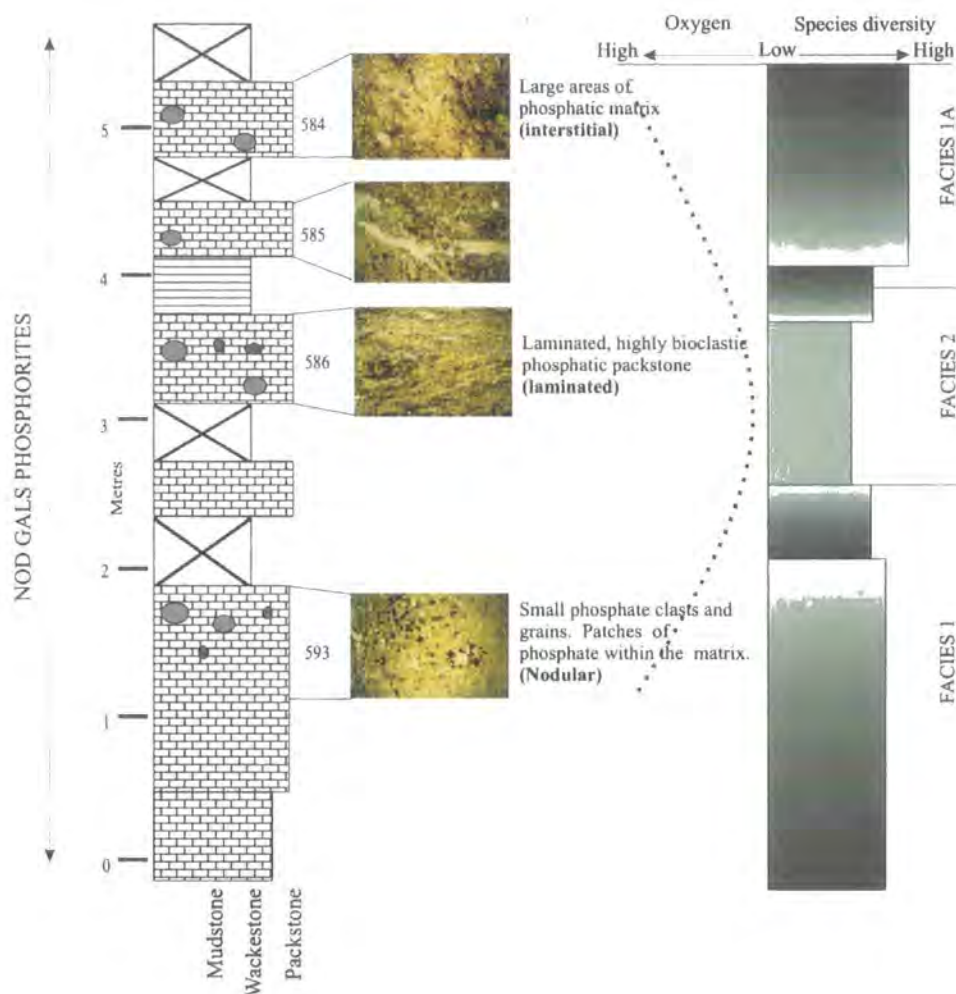 Oxygen
Species diversity
High
Low
High
NOD GALS PHOSPHORITES
Metres
5
4
3
2
1
0
584
Large areas of
phosphatic matrix
(interstitial)
585
586
Laminated, highly bioclastic
phosphatic packstone
(laminated)
593
Small phosphate clasts and
grains. Patches of
phosphate within the matrix.
(Nodular)
FACIES 1A
FACIES 2
FACIES 1
Mudstone
Wackestone
Packstone